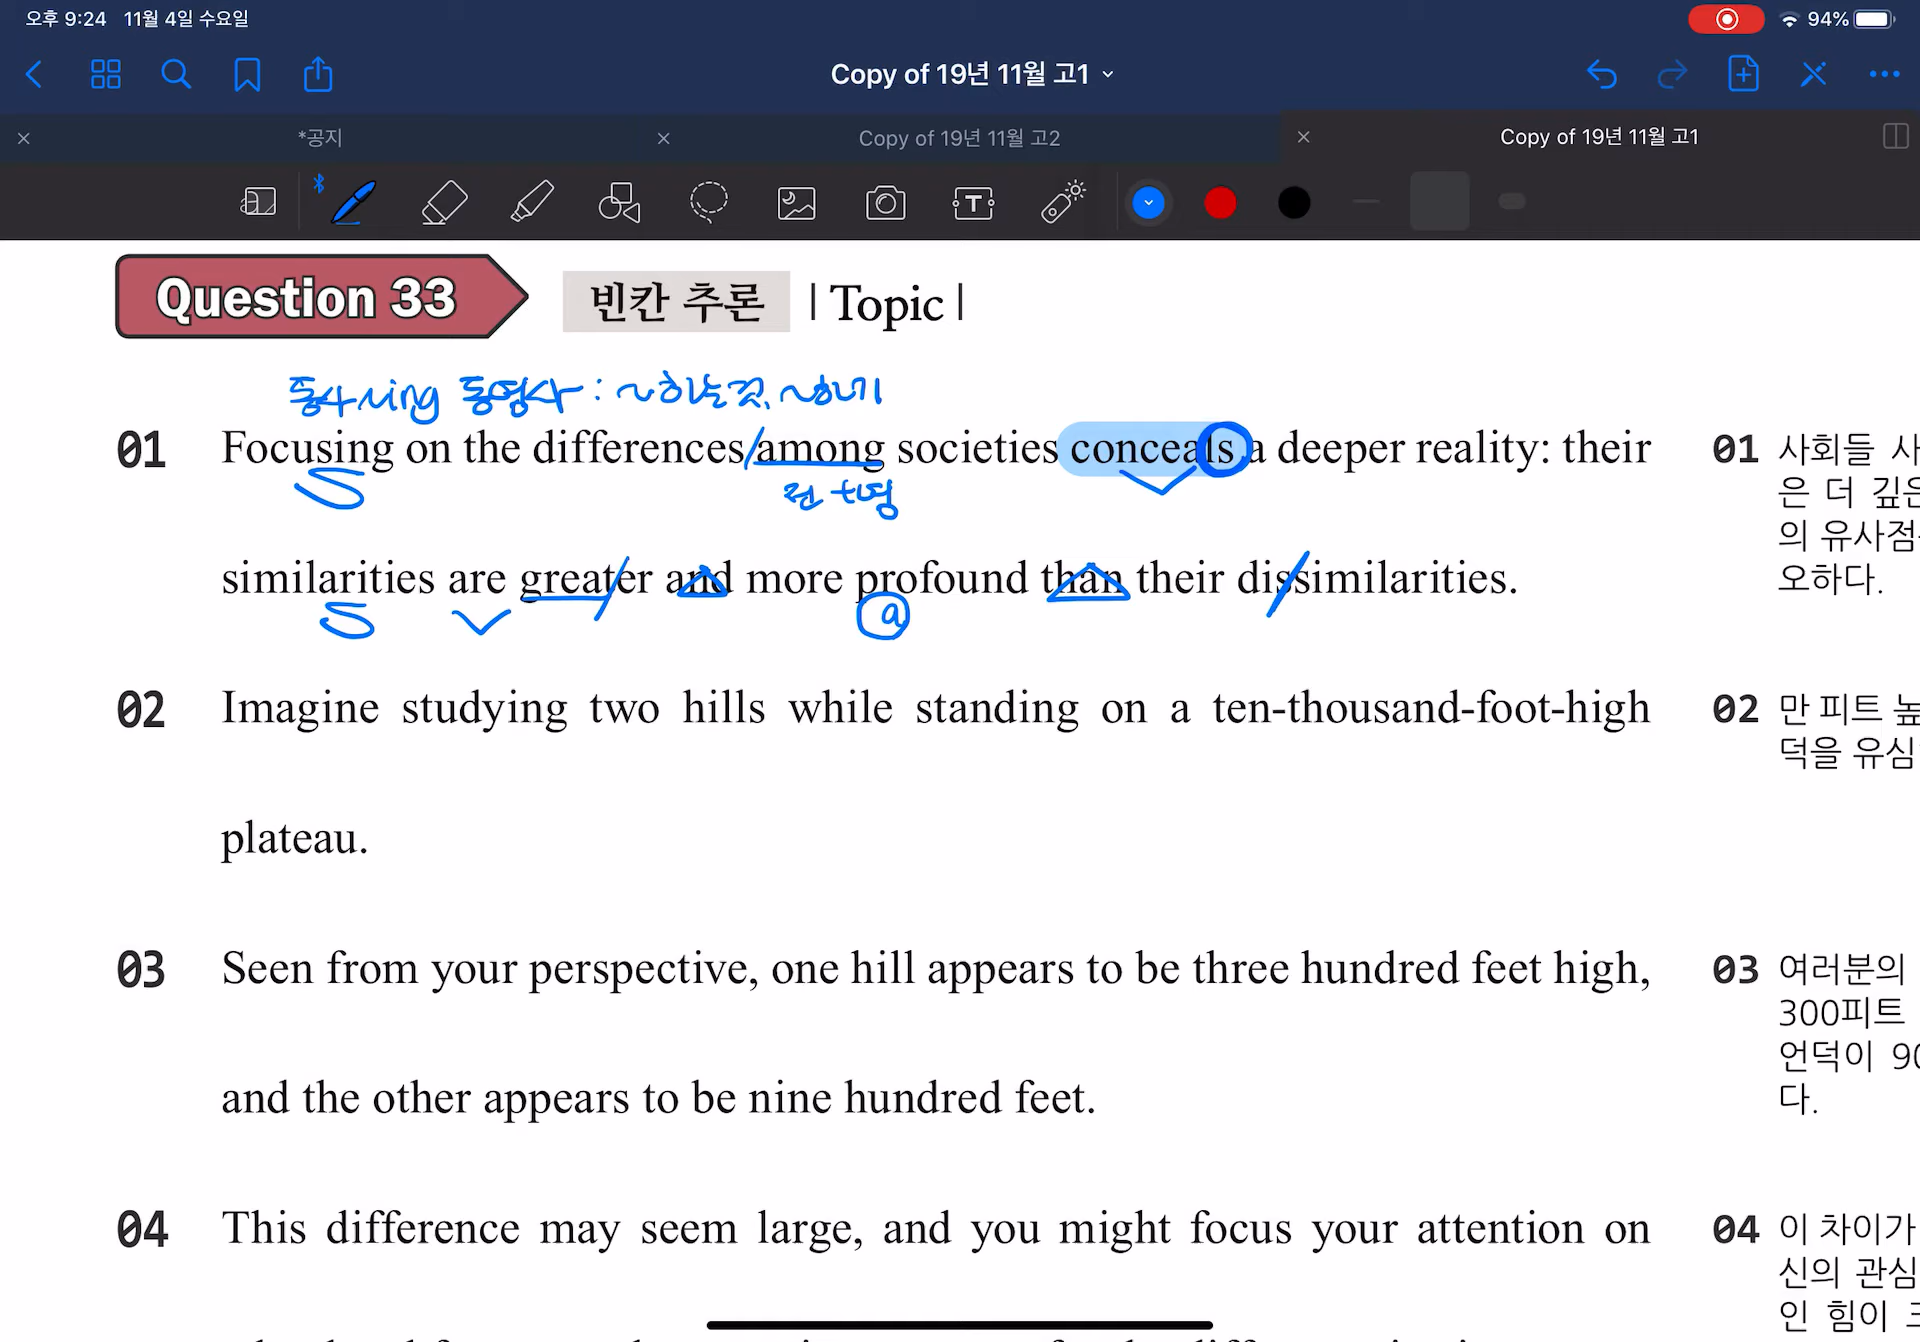 오후 9:24 11월 4일 수요일 94%
Copy of 19년 11월 고1
*공지 Copy of 19년 11월 고2 Copy of 19년 11월 고1
Question 33 빈칸 추론 | Topic |
동사ing 동명사 : ~하는것, ~하기
01 Focusing on the differences among societies conceals a deeper reality: their
S
전+명
similarities are greater and more profound than their dissimilarities.
S V a
02 Imagine studying two hills while standing on a ten-thousand-foot-high
plateau.
03 Seen from your perspective, one hill appears to be three hundred feet high,
and the other appears to be nine hundred feet.
04 This difference may seem large, and you might focus your attention on
01 사회들 사
은 더 깊은
의 유사점
오하다.
02 만 피트 높
덕을 유심
03 여러분의
300피트
언덕이 90
다.
04 이 차이가
신의 관심
인 힘이